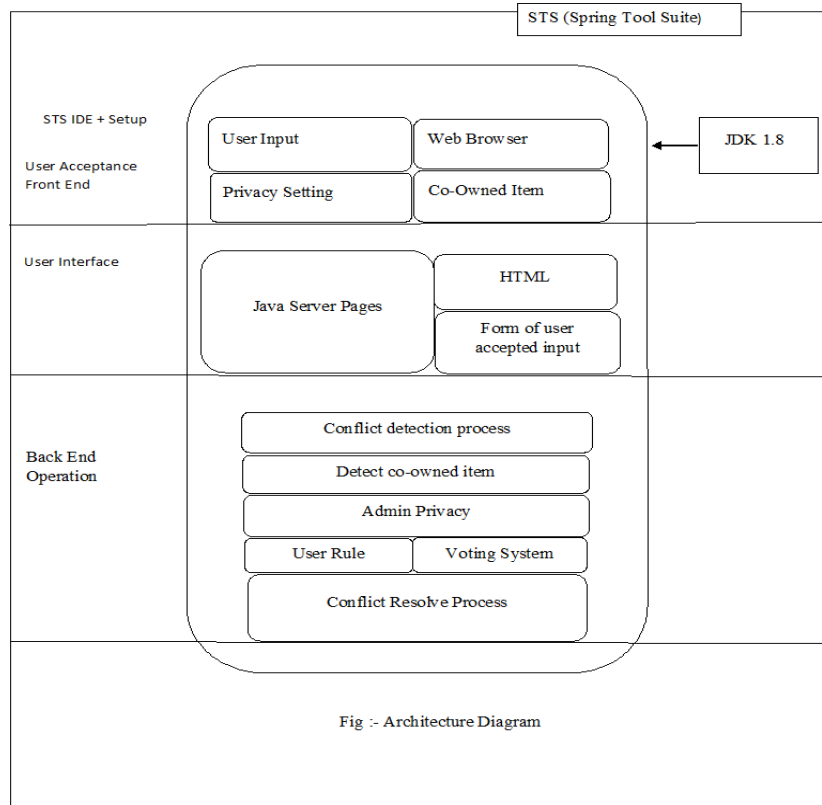 STS (Spring Tool Suite)
STS IDE + Setup
User Input
Web Browser
JDK 1.8
User Acceptance
Front End
Privacy Setting
Co-Owned Item
User Interface
Java Server Pages
HTML
Form of user
accepted input
Back End
Operation
Conflict detection process
Detect co-owned item
Admin Privacy
User Rule
Voting System
Conflict Resolve Process
Fig :- Architecture Diagram